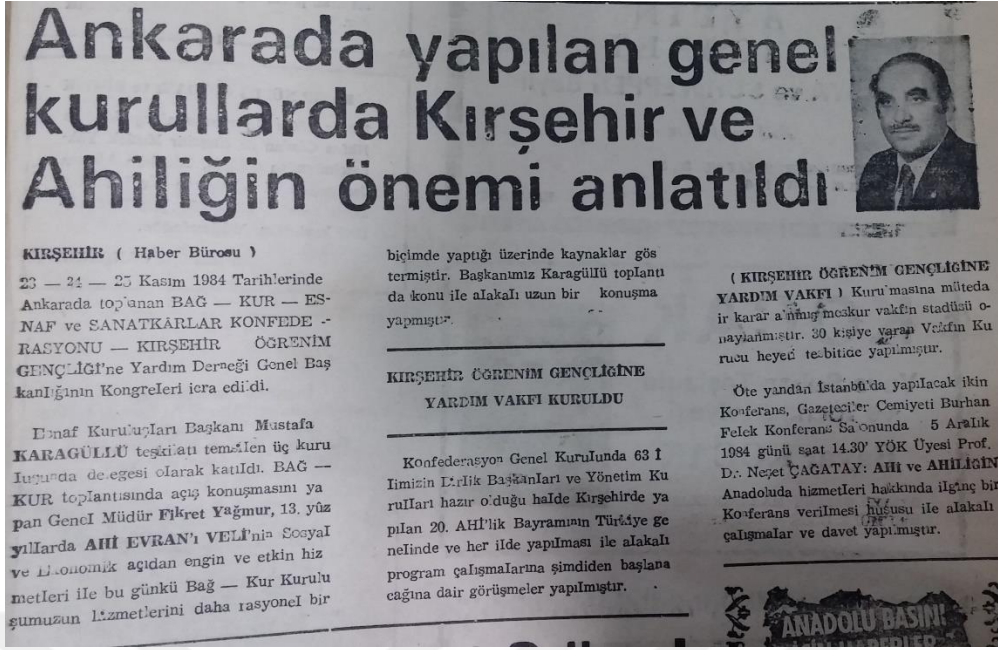 Ankarada yapılan genel
kurullarda Kırşehir ve
Ahiliğin önemi anlatıldı
KIRŞEHİR ( Haber Bürosu )
23 — 24 — 25 Kasım 1984 Tarihlerinde
Ankarada toplanan BAĞ — KUR — ES-
NAF ve SANATKÂRLAR KONFEDE -
RASYONU — KIRŞEHİR ÖĞRENİM
GENÇLİĞİ'ne Yardım Derneği Genel Baş
kanlığının Kongreleri icra edildi.
Esnaf Kuruluşları Başkanı Mustafa
KARAGÜLLÜ teşkilatı temsilen üç kuru
luşunda delegesi olarak katıldı. BAĞ —
KUR toplantısında açış konuşmasını ya
pan Genel Müdür Fikret Yağmur, 13. yüz
yıllarda AHİ EVRAN'ı VELİ'nin Sosyal
ve Ekonomik açıdan engin ve etkin hiz
metleri ile bu günkü Bağ — Kur Kurulu
şumuzun hizmetlerini daha rasyonel bir
biçimde yaptığı üzerinde kaynaklar gös
termiştir. Başkanımız Karagüllü toplantı
da konu ile alakalı uzun bir konuşma
yapmıştır.
KIRŞEHİR ÖĞRENİM GENÇLİĞİNE
YARDIM VAKFI KURULDU
Konfederasyon Genel Kurulunda 63 İ
limizin Birlik Başkanları ve Yönetim Ku
rulları hazır olduğu halde Kırşehirde ya
pılan 20. AHİ'lik Bayramının Türkiye ge
nelinde ve her ilde yapılması ile alakalı
program çalışmalarına şimdiden başlana
cağına dair görüşmeler yapılmıştır.
( KIRŞEHİR ÖĞRENİM GENÇLİĞİNE
YARDIM VAKFI ) Kurulmasına müteda
ir karar alınmış meskur vakfın stadüsü o-
naylanmıştır. 30 kişiye varan Vakfın Ku
rucu heyeti tesbitide yapılmıştır.
Öte yandan İstanbul'da yapılacak ikin
Konferans, Gazeteciler Cemiyeti Burhan
Felek Konferans Salonunda 5 Aralık
1984 günü saat 14.30' YÖK Üyesi Prof.
Dr. Neşet ÇAĞATAY: AHİ ve AHİLİĞİN
Anadoluda hizmetleri hakkında ilginç bir
Konferans verilmesi hususu ile alakalı
çalışmalar ve davet yapılmıştır.
ANADOLU BASINI